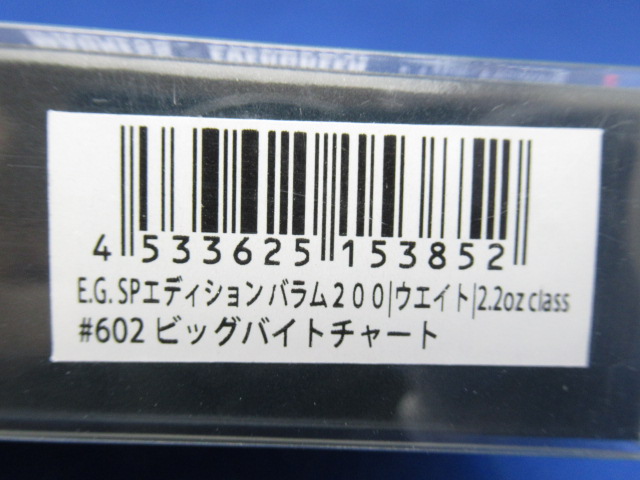 4 533625 153852
E.G. SPエディションバラム２００|ウエイト|2.2oz class
#602 ビッグバイトチャート